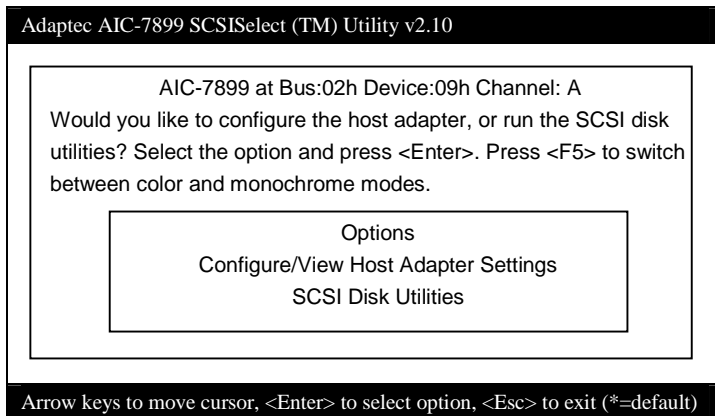 Adaptec AIC-7899 SCSISelect (TM) Utility v2.10
AIC-7899 at Bus:02h Device:09h Channel: A
Would you like to configure the host adapter, or run the SCSI disk
utilities? Select the option and press <Enter>. Press <F5> to switch
between color and monochrome modes.
Options
Configure/View Host Adapter Settings
SCSI Disk Utilities
Arrow keys to move cursor, <Enter> to select option, <Esc> to exit (*=default)